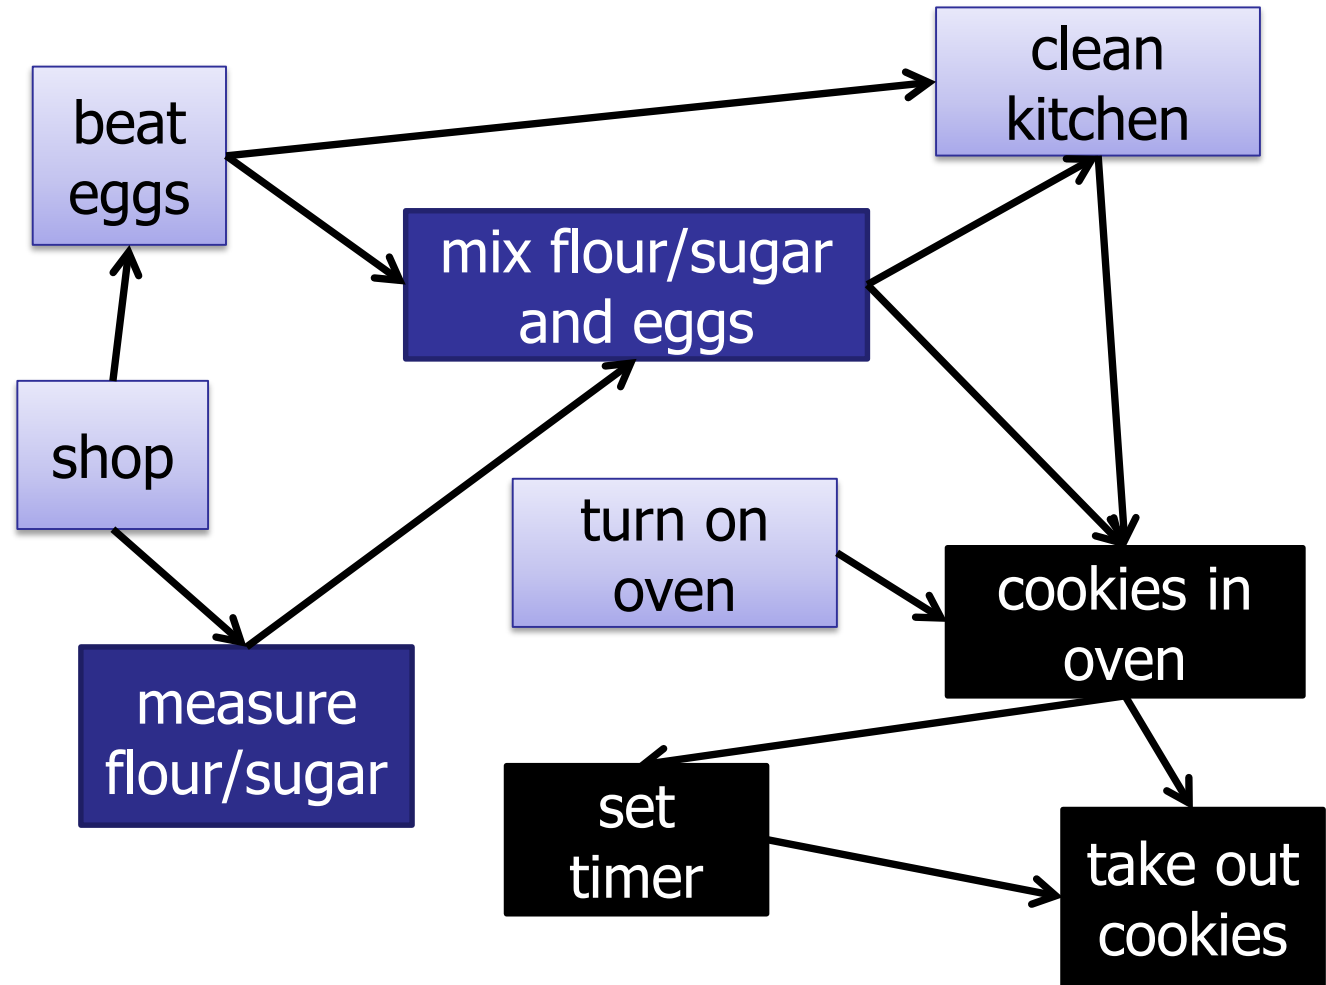 clean
kitchen
beat
eggs
mix flour/sugar
and eggs
shop
turn on
oven
cookies in
oven
measure
flour/sugar
set
timer
take out
cookies